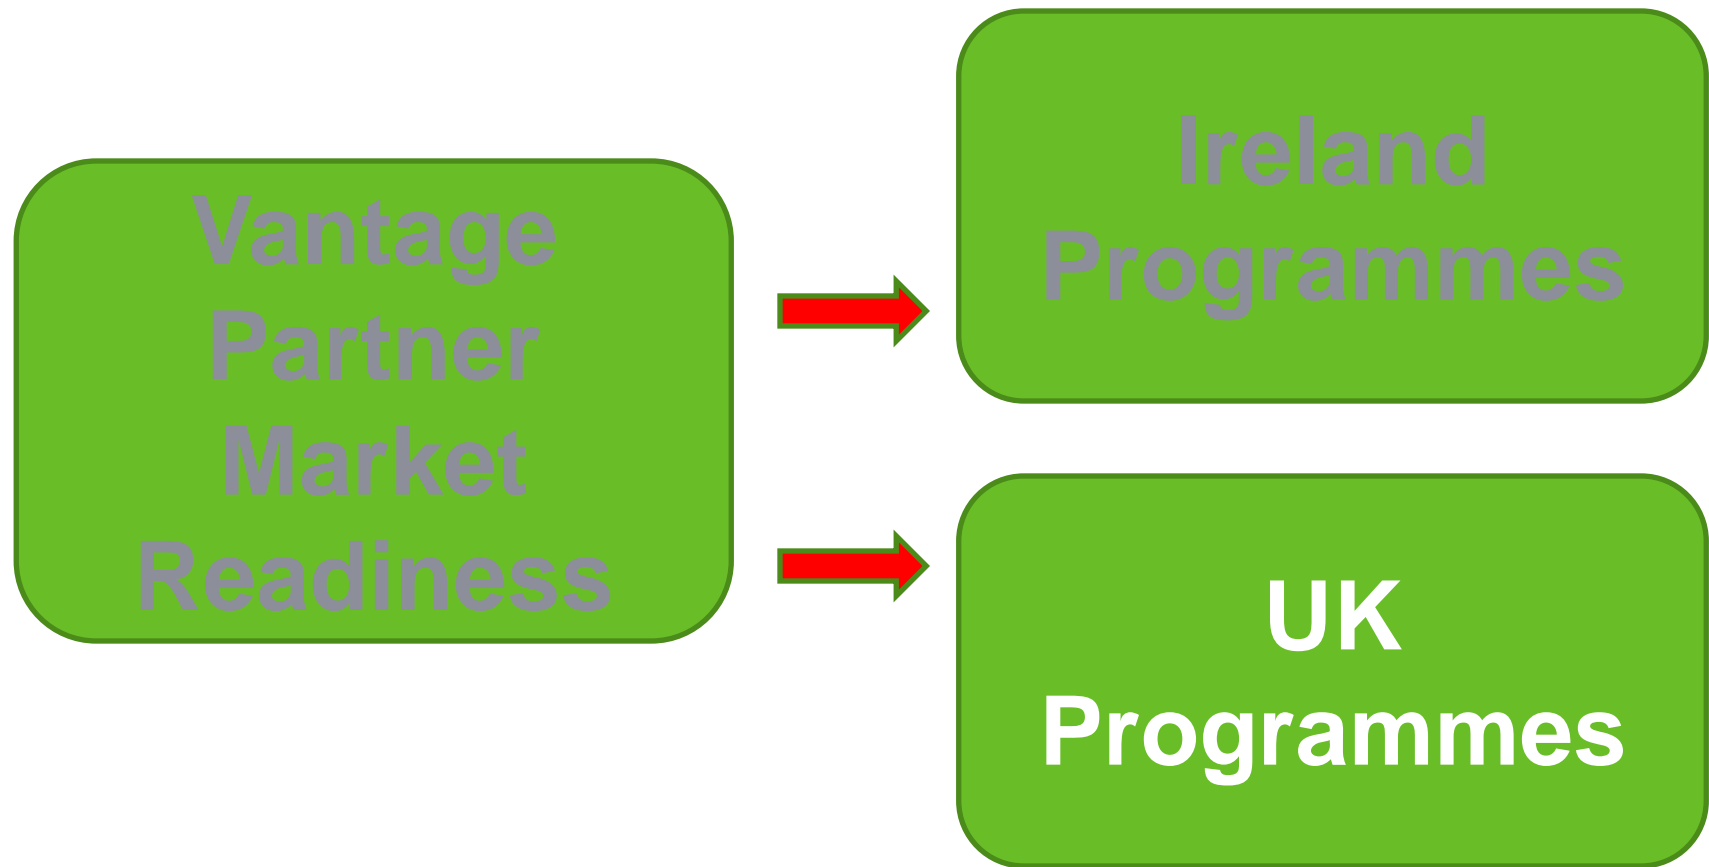 Vantage
Partner
Market
Readiness
Ireland
Programmes
UK
Programmes